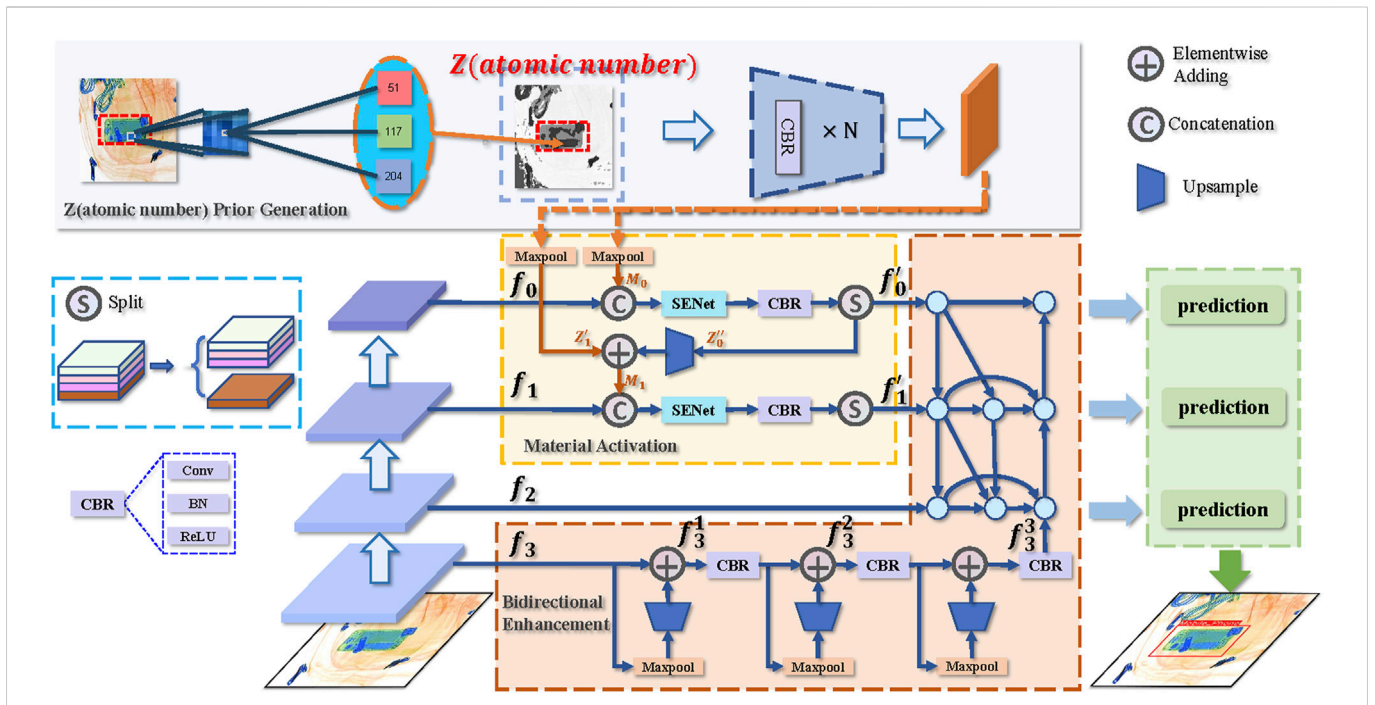 Z(atomic number)
51
117
204
Z(atomic number) Prior Generation
CBR
× N
Elementwise
Adding
C
Concatenation
Upsample
S
Split
CBR
Conv
BN
ReLU
Maxpool
Maxpool
f0
M0
C
SENet
CBR
S
f′0
Z′1
Z″0
M1
f1
C
SENet
CBR
S
f′1
Material Activation
f2
f3
f¹3
CBR
f²3
CBR
f³3
CBR
Bidirectional
Enhancement
Maxpool
Maxpool
Maxpool
prediction
prediction
prediction